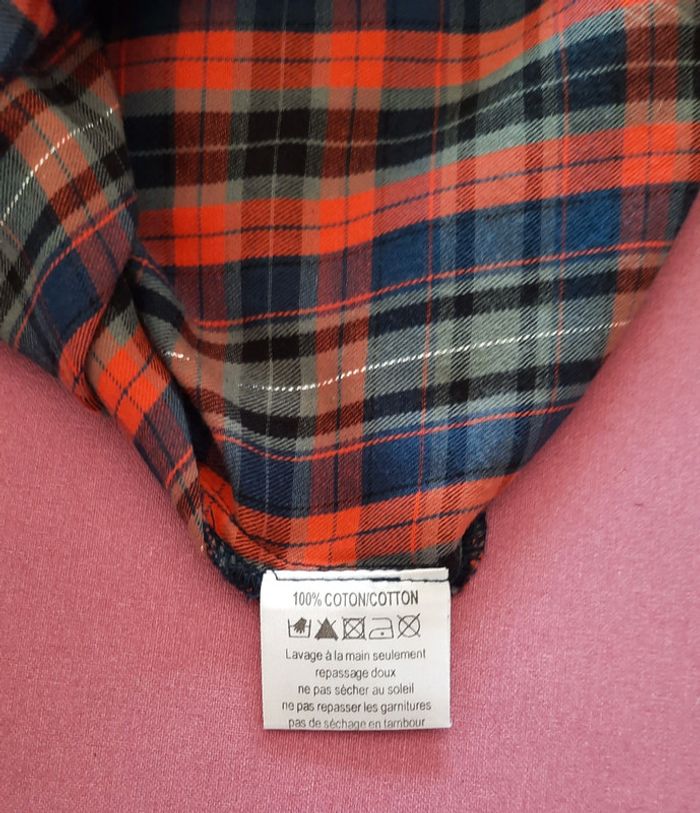 100% COTON/COTTON
Lavage à la main seulement
repassage doux
ne pas sècher au soleil
ne pas repasser les garnitures
pas de séchage en tambour